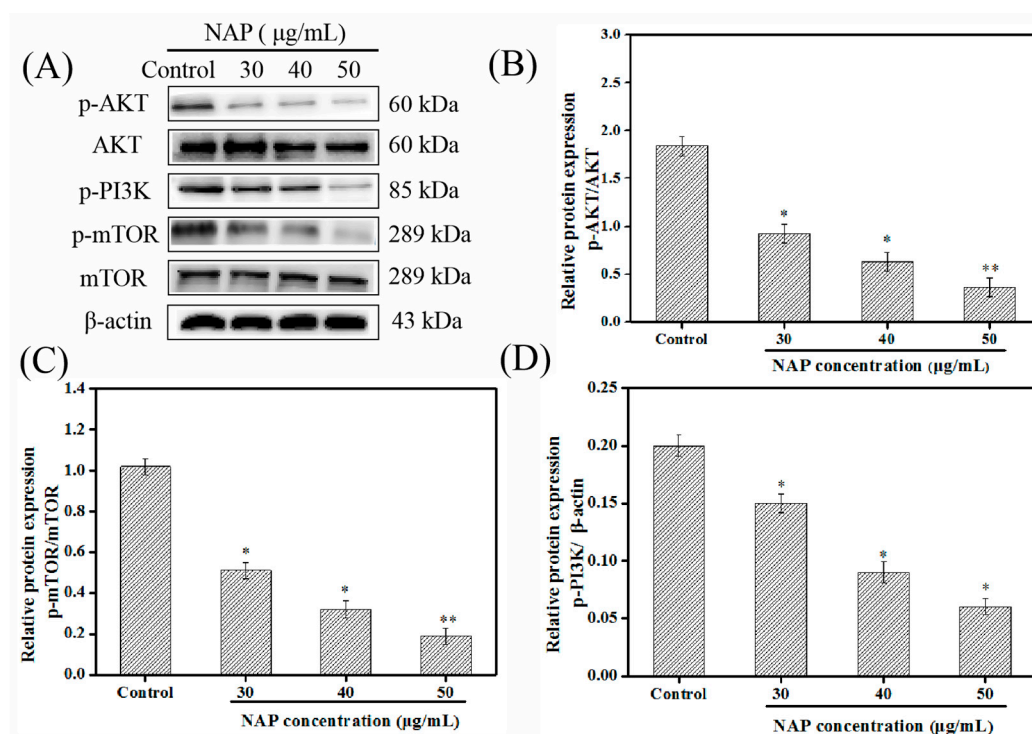 (A)
NAP ( μg/mL)
Control 30 40 50
p-AKT 60 kDa
AKT 60 kDa
p-PI3K 85 kDa
p-mTOR 289 kDa
mTOR 289 kDa
β-actin 43 kDa
(B)
Relative protein expression
p-AKT/AKT
3.0
2.5
2.0
1.5
1.0
0.5
0.0
* * **
Control 30 40 50
NAP concentration (μg/mL)
(C)
Relative protein expression
p-mTOR/mTOR
1.4
1.2
1.0
0.8
0.6
0.4
0.2
0.0
* * **
Control 30 40 50
NAP concentration (μg/mL)
(D)
Relative protein expression
p-PI3K/ β-actin
0.25
0.20
0.15
0.10
0.05
0.00
* * *
Control 30 40 50
NAP concentration (μg/mL)